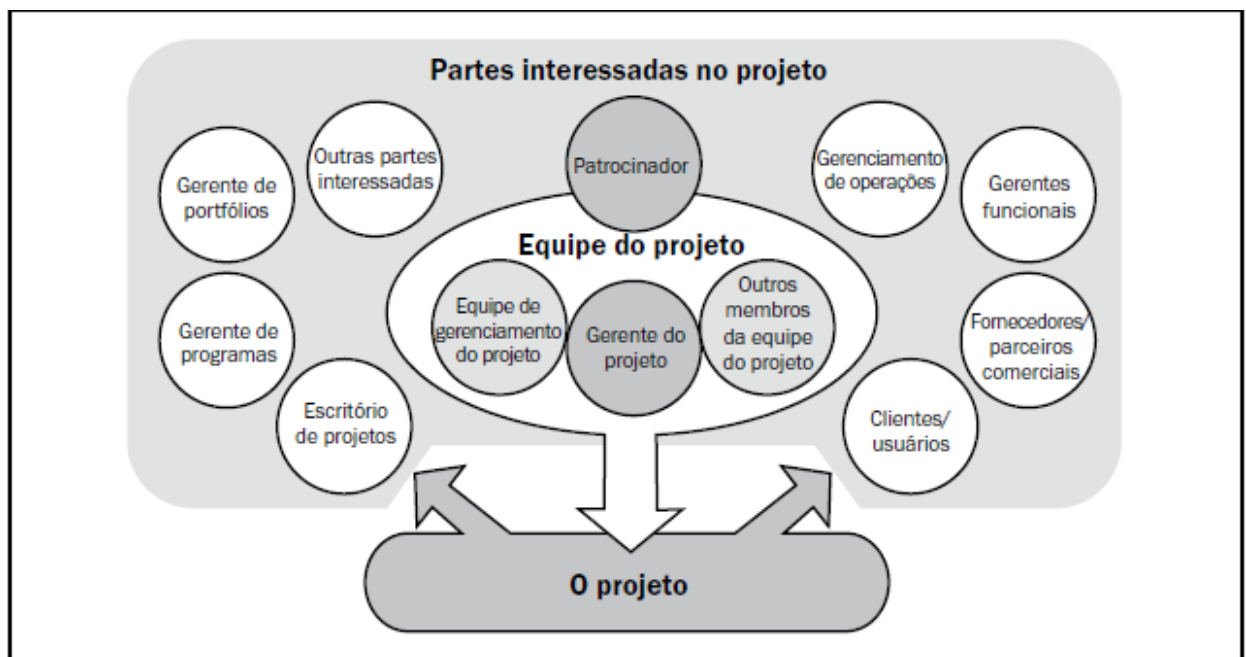 Partes interessadas no projeto
Patrocinador
Outras partes
interessadas
Gerenciamento
de operações
Gerente de
portfólios
Gerentes
funcionais
Equipe do projeto
Equipe de
gerenciamento
do projeto
Gerente do
projeto
Outros
membros
da equipe
do projeto
Gerente de
programas
Fornecedores/
parceiros
comerciais
Escritório
de projetos
Clientes/
usuários
O projeto